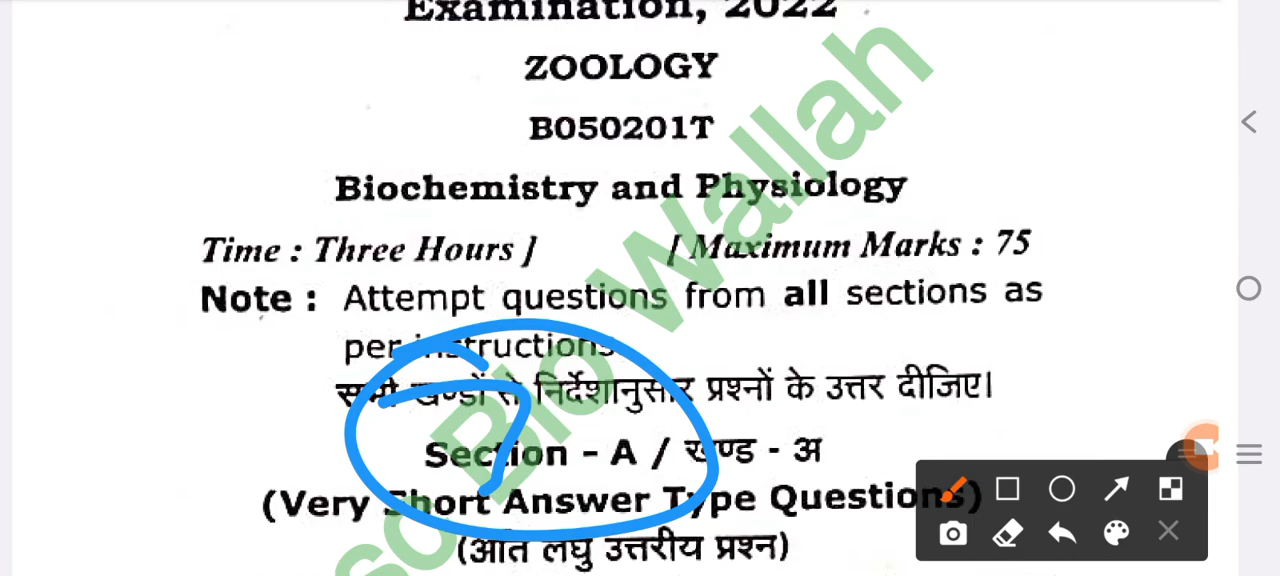 Examination, 2022
ZOOLOGY
B050201T
Biochemistry and Physiology
Time : Three Hours ] [ Maximum Marks : 75
Note : Attempt questions from all sections as
per instructions.
सभी खण्डों से निर्देशानुसार प्रश्नों के उत्तर दीजिए।
Section - A / खण्ड - अ
(Very Short Answer Type Questions)
(अति लघु उत्तरीय प्रश्न)
Bio Wallah